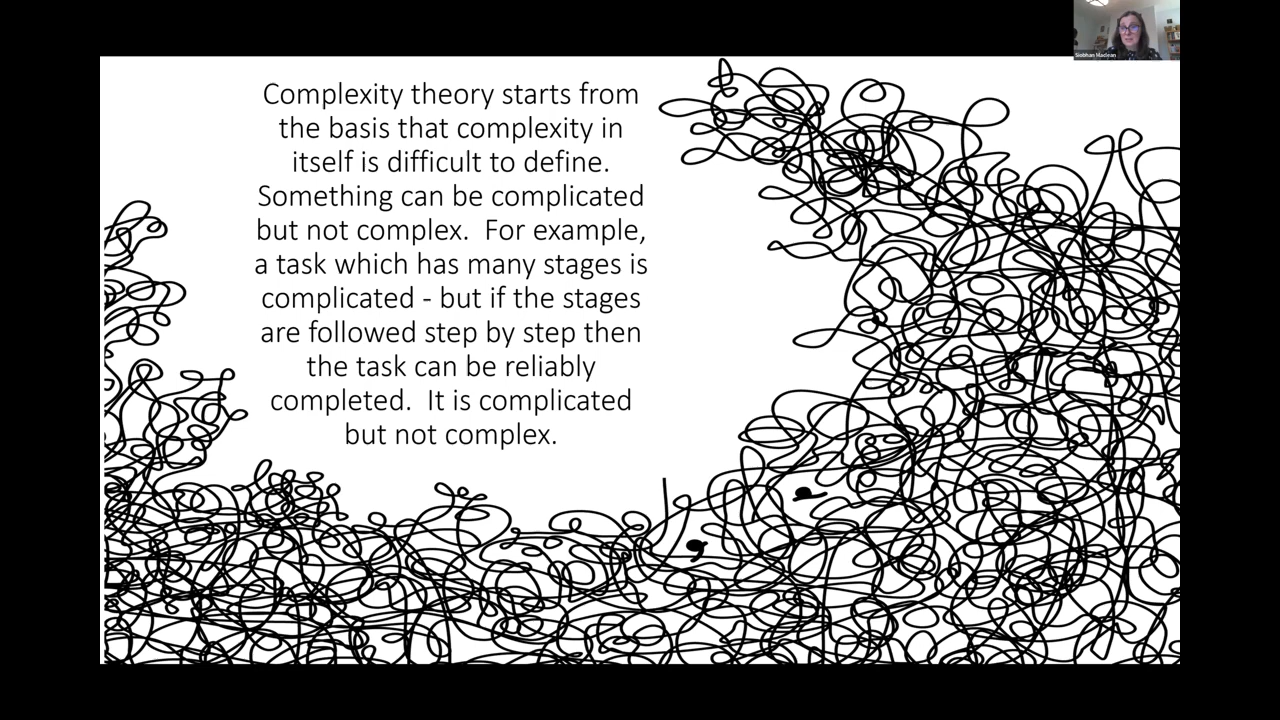 Siobhan Maclean
Complexity theory starts from
the basis that complexity in
itself is difficult to define.
Something can be complicated
but not complex.  For example,
a task which has many stages is
complicated - but if the stages
are followed step by step then
the task can be reliably
completed.  It is complicated
but not complex.